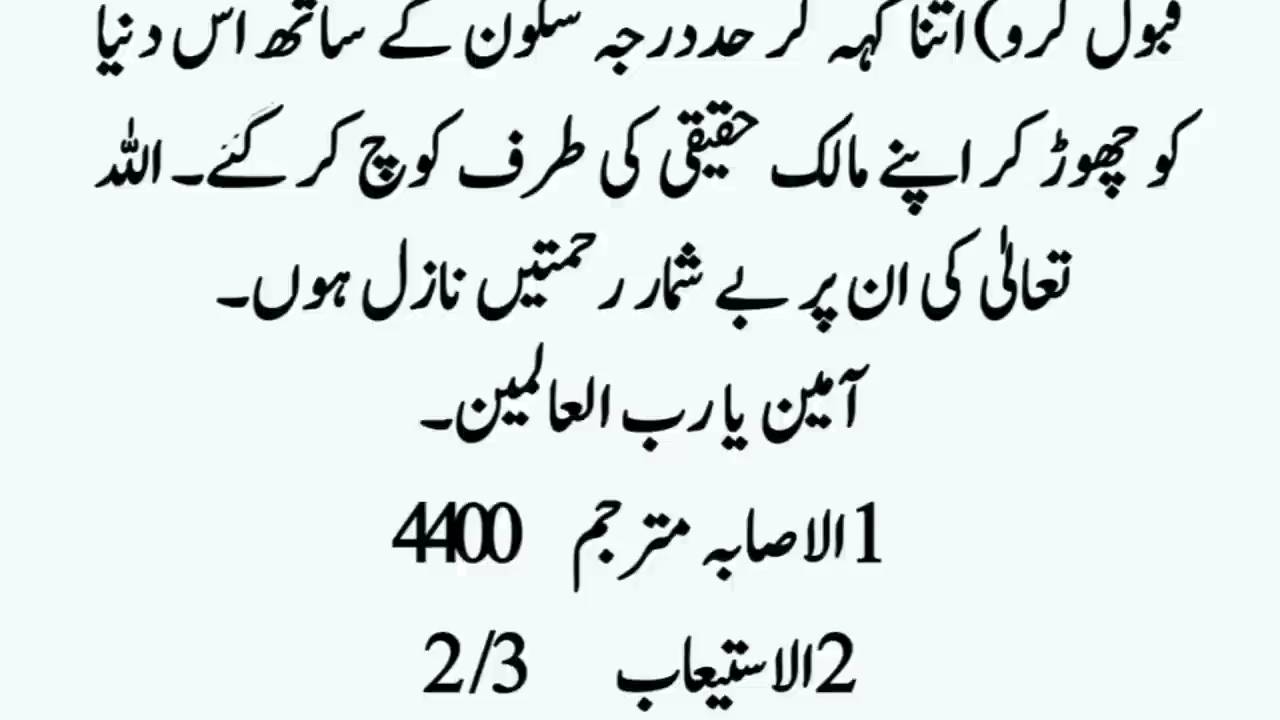 قبول کرو) اتنا کہہ کر حد درجہ سکون کے ساتھ اس دنیا
کو چھوڑ کر اپنے مالک حقیقی کی طرف کوچ کر گئے۔ اللہ
تعالیٰ کی ان پر بے شمار رحمتیں نازل ہوں۔
آمین یا رب العالمین۔
1 الاصابہ مترجم 4400
2 الاستیعاب 2/3